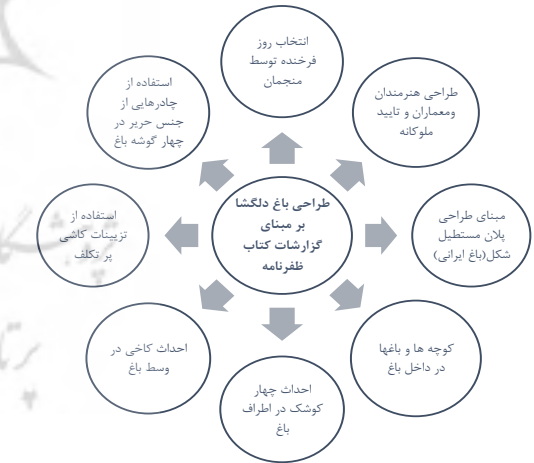 انتخاب روز
فرخنده توسط
منجمان
طراحی هنرمندان
ومعماران و تایید
ملوکانه
مبنای طراحی
پلان مستطیل
شکل(باغ ایرانی)
کوچه ها و باغها
در داخل باغ
احداث چهار
کوشک در اطراف
باغ
احداث کاخی در
وسط باغ
استفاده از
تزیینات کاشی
پر تکلف
استفاده از
چادرهایی از
جنس حریر در
چهار گوشه باغ
طراحی باغ دلگشا
بر مبنای
گزارشات کتاب
ظفرنامه